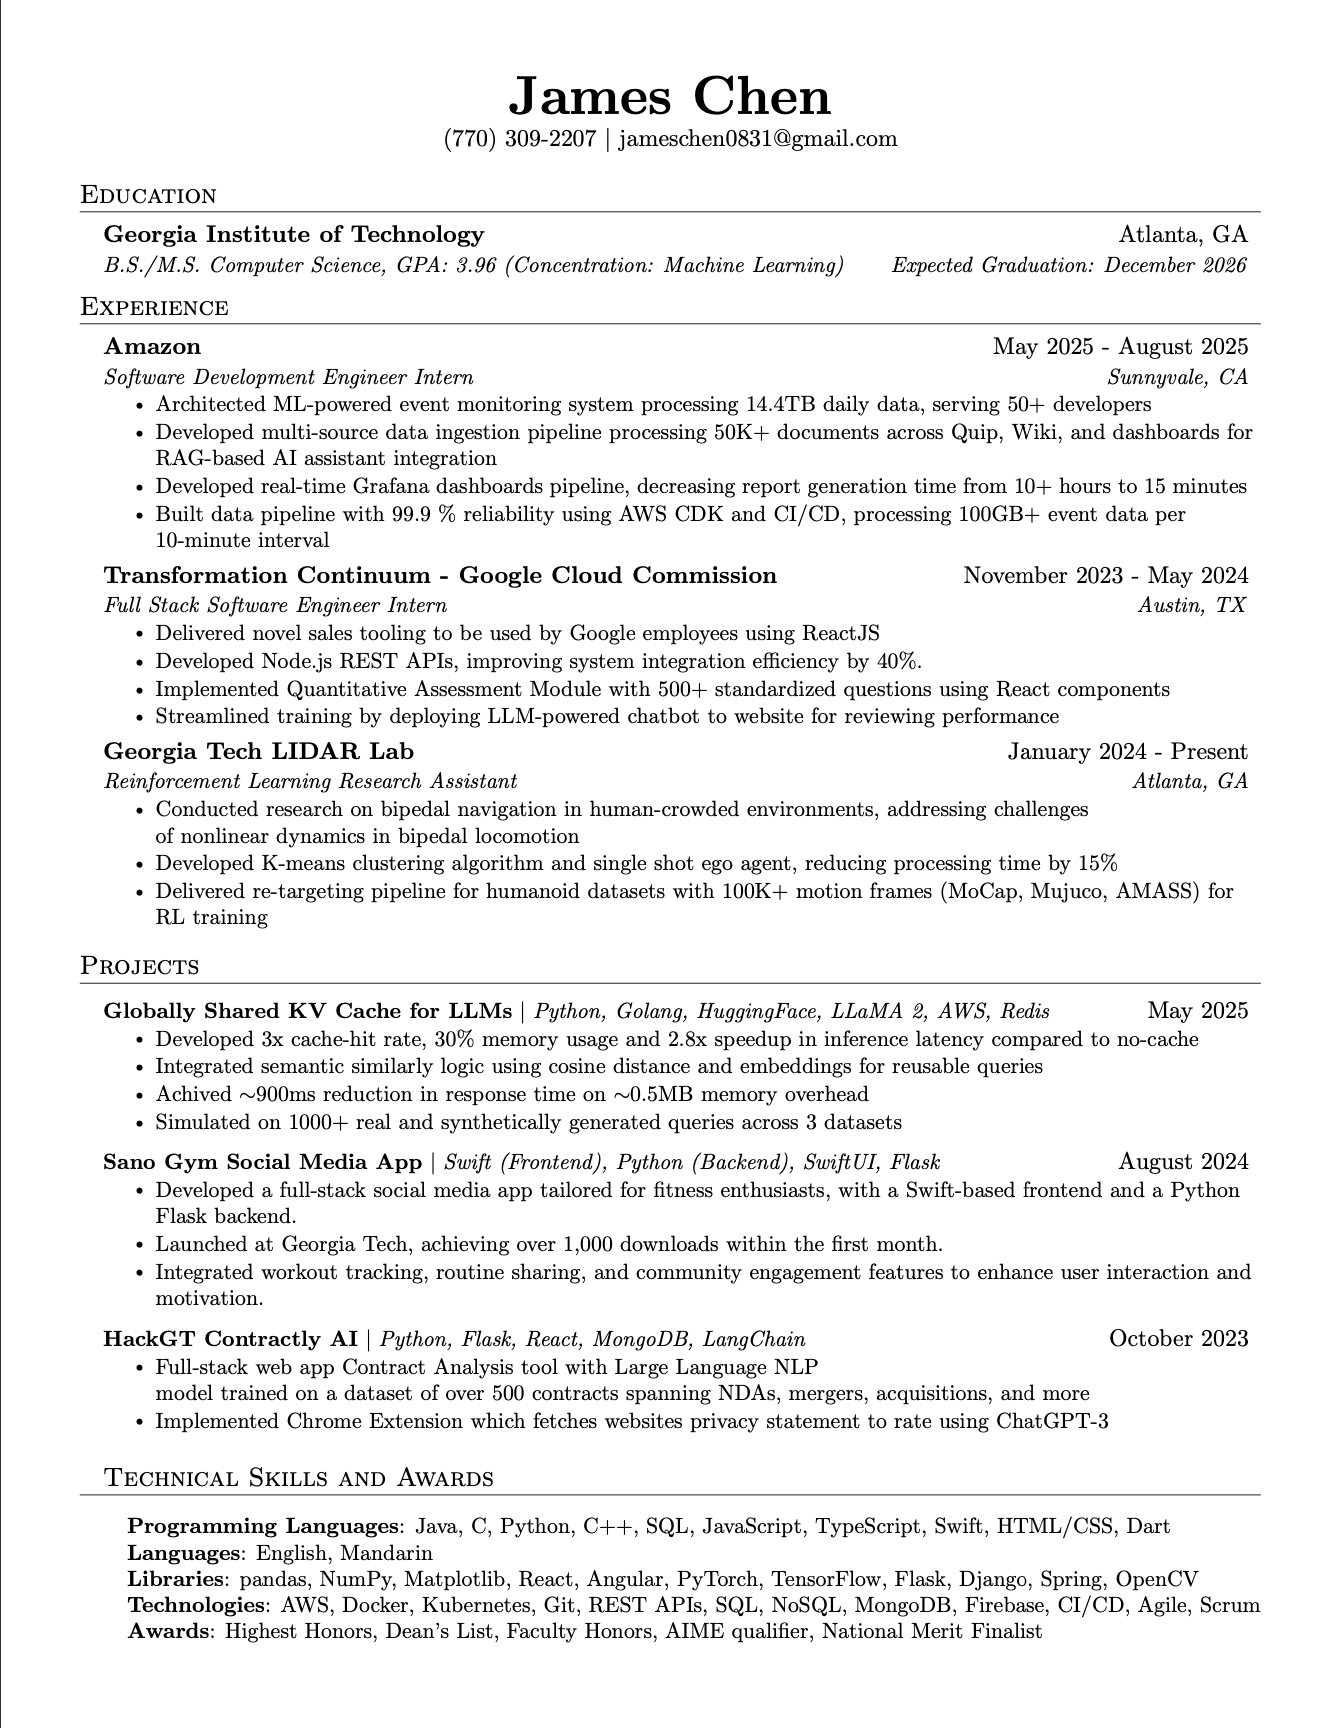 James Chen
(770) 309-2207 | jameschen0831@gmail.com
Education
Georgia Institute of Technology Atlanta, GA
B.S./M.S. Computer Science, GPA: 3.96 (Concentration: Machine Learning) Expected Graduation: December 2026
Experience
Amazon May 2025 - August 2025
Software Development Engineer Intern Sunnyvale, CA
• Architected ML-powered event monitoring system processing 14.4TB daily data, serving 50+ developers
• Developed multi-source data ingestion pipeline processing 50K+ documents across Quip, Wiki, and dashboards for
RAG-based AI assistant integration
• Developed real-time Grafana dashboards pipeline, decreasing report generation time from 10+ hours to 15 minutes
• Built data pipeline with 99.9 % reliability using AWS CDK and CI/CD, processing 100GB+ event data per
10-minute interval
Transformation Continuum - Google Cloud Commission November 2023 - May 2024
Full Stack Software Engineer Intern Austin, TX
• Delivered novel sales tooling to be used by Google employees using ReactJS
• Developed Node.js REST APIs, improving system integration efficiency by 40%.
• Implemented Quantitative Assessment Module with 500+ standardized questions using React components
• Streamlined training by deploying LLM-powered chatbot to website for reviewing performance
Georgia Tech LIDAR Lab January 2024 - Present
Reinforcement Learning Research Assistant Atlanta, GA
• Conducted research on bipedal navigation in human-crowded environments, addressing challenges
of nonlinear dynamics in bipedal locomotion
• Developed K-means clustering algorithm and single shot ego agent, reducing processing time by 15%
• Delivered re-targeting pipeline for humanoid datasets with 100K+ motion frames (MoCap, Mujuco, AMASS) for
RL training
Projects
Globally Shared KV Cache for LLMs | Python, Golang, HuggingFace, LLaMA 2, AWS, Redis May 2025
• Developed 3x cache-hit rate, 30% memory usage and 2.8x speedup in inference latency compared to no-cache
• Integrated semantic similarly logic using cosine distance and embeddings for reusable queries
• Achived ~900ms reduction in response time on ~0.5MB memory overhead
• Simulated on 1000+ real and synthetically generated queries across 3 datasets
Sano Gym Social Media App | Swift (Frontend), Python (Backend), SwiftUI, Flask August 2024
• Developed a full-stack social media app tailored for fitness enthusiasts, with a Swift-based frontend and a Python
Flask backend.
• Launched at Georgia Tech, achieving over 1,000 downloads within the first month.
• Integrated workout tracking, routine sharing, and community engagement features to enhance user interaction and
motivation.
HackGT Contractly AI | Python, Flask, React, MongoDB, LangChain October 2023
• Full-stack web app Contract Analysis tool with Large Language NLP
model trained on a dataset of over 500 contracts spanning NDAs, mergers, acquisitions, and more
• Implemented Chrome Extension which fetches websites privacy statement to rate using ChatGPT-3
Technical Skills and Awards
Programming Languages: Java, C, Python, C++, SQL, JavaScript, TypeScript, Swift, HTML/CSS, Dart
Languages: English, Mandarin
Libraries: pandas, NumPy, Matplotlib, React, Angular, PyTorch, TensorFlow, Flask, Django, Spring, OpenCV
Technologies: AWS, Docker, Kubernetes, Git, REST APIs, SQL, NoSQL, MongoDB, Firebase, CI/CD, Agile, Scrum
Awards: Highest Honors, Dean's List, Faculty Honors, AIME qualifier, National Merit Finalist